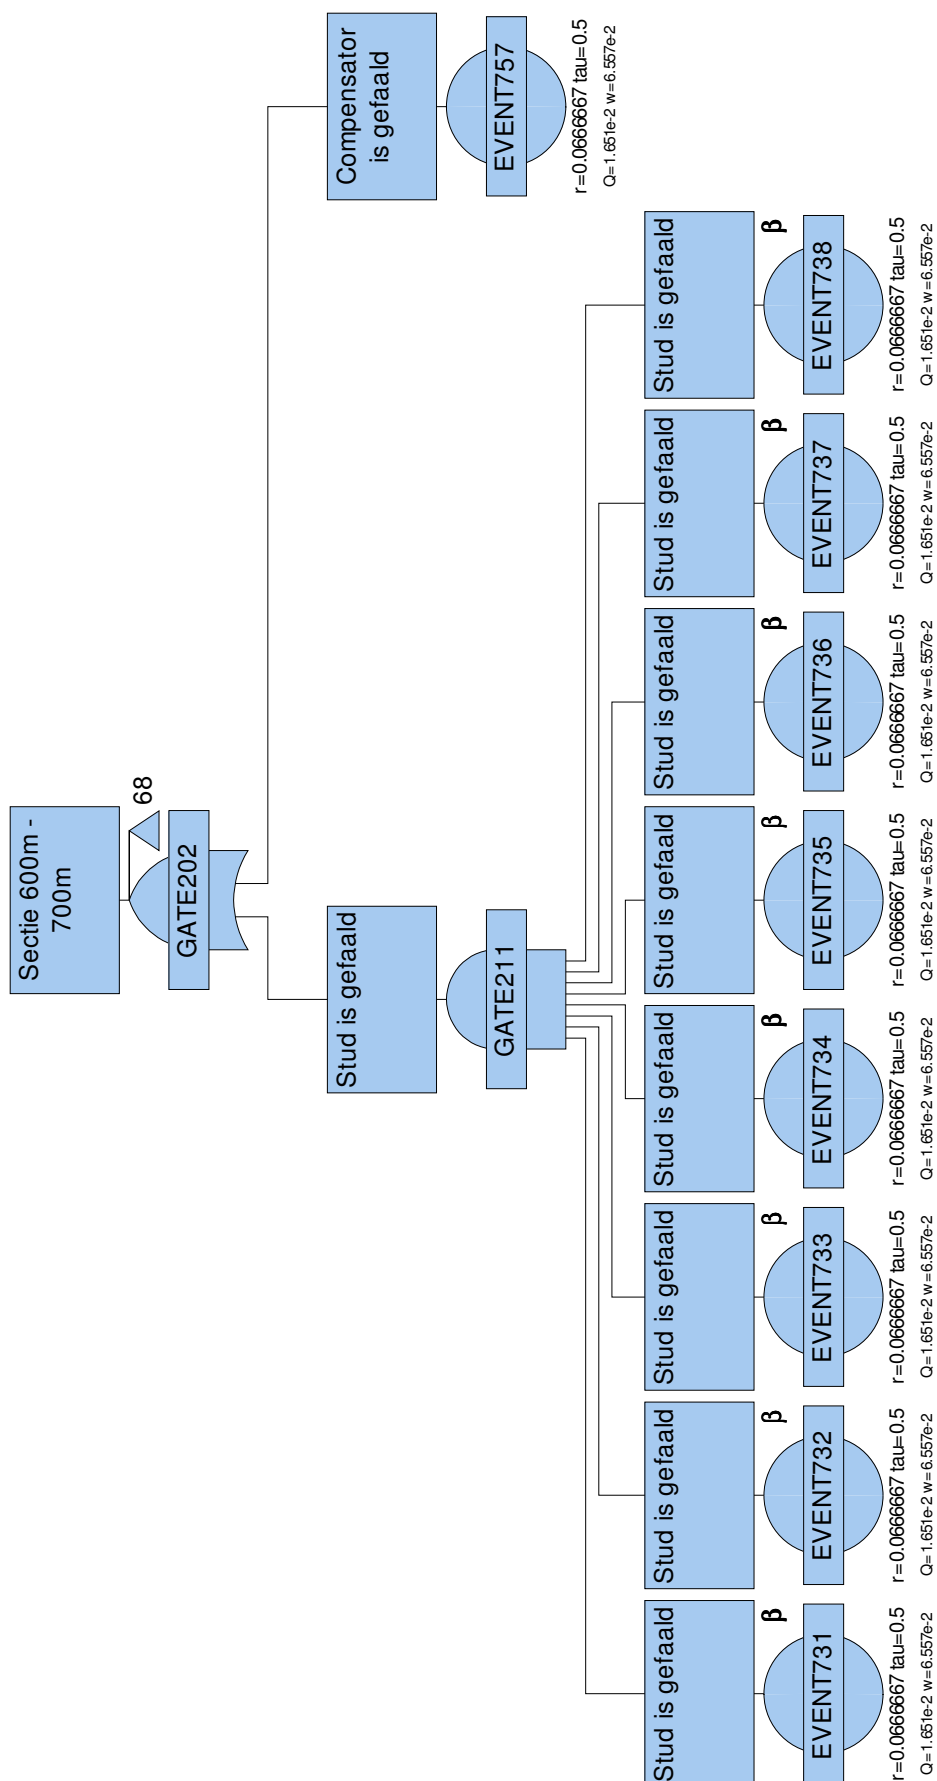 Sectie 600m -
700m
68
GATE202
Stud is gefaald
GATE211
Compensator
is gefaald
EVENT757
r=0.0666667 tau=0.5
Q=1.651e-2 w=6.557e-2
Stud is gefaald
β
EVENT731
r=0.0666667 tau=0.5
Q=1.651e-2 w=6.557e-2
Stud is gefaald
β
EVENT732
r=0.0666667 tau=0.5
Q=1.651e-2 w=6.557e-2
Stud is gefaald
β
EVENT733
r=0.0666667 tau=0.5
Q=1.651e-2 w=6.557e-2
Stud is gefaald
β
EVENT734
r=0.0666667 tau=0.5
Q=1.651e-2 w=6.557e-2
Stud is gefaald
β
EVENT735
r=0.0666667 tau=0.5
Q=1.651e-2 w=6.557e-2
Stud is gefaald
β
EVENT736
r=0.0666667 tau=0.5
Q=1.651e-2 w=6.557e-2
Stud is gefaald
β
EVENT737
r=0.0666667 tau=0.5
Q=1.651e-2 w=6.557e-2
Stud is gefaald
β
EVENT738
r=0.0666667 tau=0.5
Q=1.651e-2 w=6.557e-2